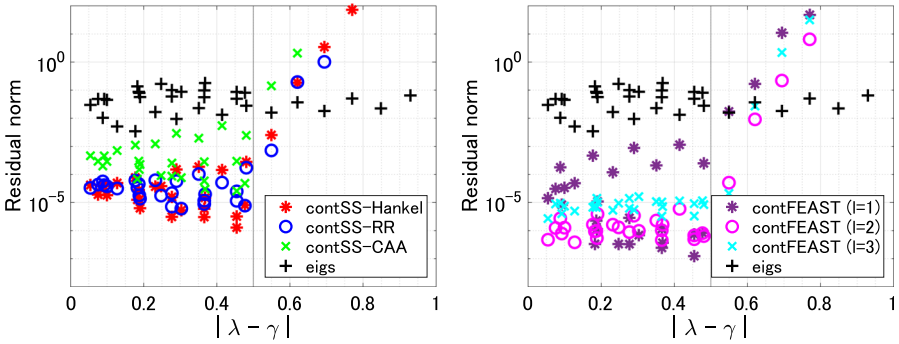 Residual norm
10^0
10^-5
contSS-Hankel
contSS-RR
contSS-CAA
eigs
0 0.2 0.4 0.6 0.8 1
| λ − γ |
Residual norm
10^0
10^-5
contFEAST (l=1)
contFEAST (l=2)
contFEAST (l=3)
eigs
0 0.2 0.4 0.6 0.8 1
| λ − γ |